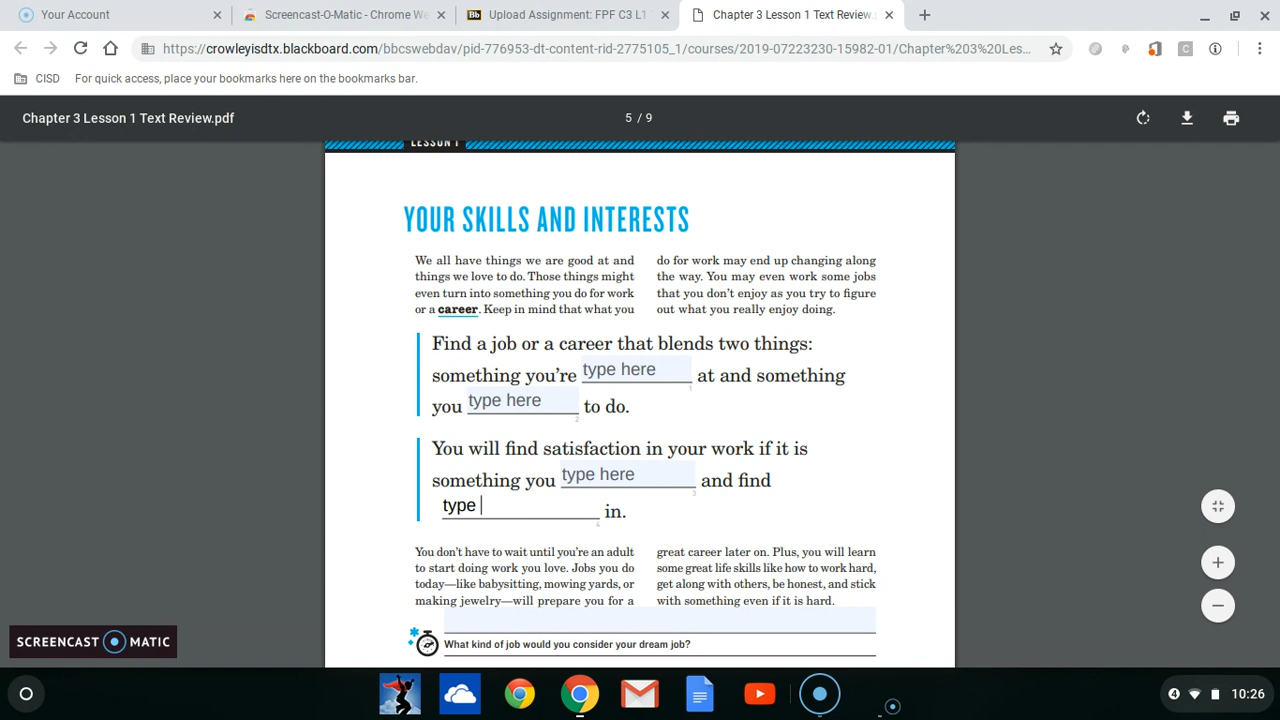 Your Account
Screencast-O-Matic - Chrome We
Bb Upload Assignment: FPF C3 L1
Chapter 3 Lesson 1 Text Review.p
https://crowleyisdtx.blackboard.com/bbcswebdav/pid-776953-dt-content-rid-2775105_1/courses/2019-07223230-15982-01/Chapter%203%20Les...
CISD For quick access, place your bookmarks here on the bookmarks bar.
Chapter 3 Lesson 1 Text Review.pdf
5 / 9
LESSON 1
YOUR SKILLS AND INTERESTS
We all have things we are good at and
things we love to do. Those things might
even turn into something you do for work
or a career. Keep in mind that what you
do for work may end up changing along
the way. You may even work some jobs
that you don't enjoy as you try to figure
out what you really enjoy doing.
Find a job or a career that blends two things:
something you're type here at and something
1
you type here to do.
2
You will find satisfaction in your work if it is
something you type here and find
3
type in.
4
You don't have to wait until you're an adult
to start doing work you love. Jobs you do
today—like babysitting, mowing yards, or
making jewelry—will prepare you for a
great career later on. Plus, you will learn
some great life skills like how to work hard,
get along with others, be honest, and stick
with something even if it is hard.
What kind of job would you consider your dream job?
SCREENCAST O MATIC
4 10:26